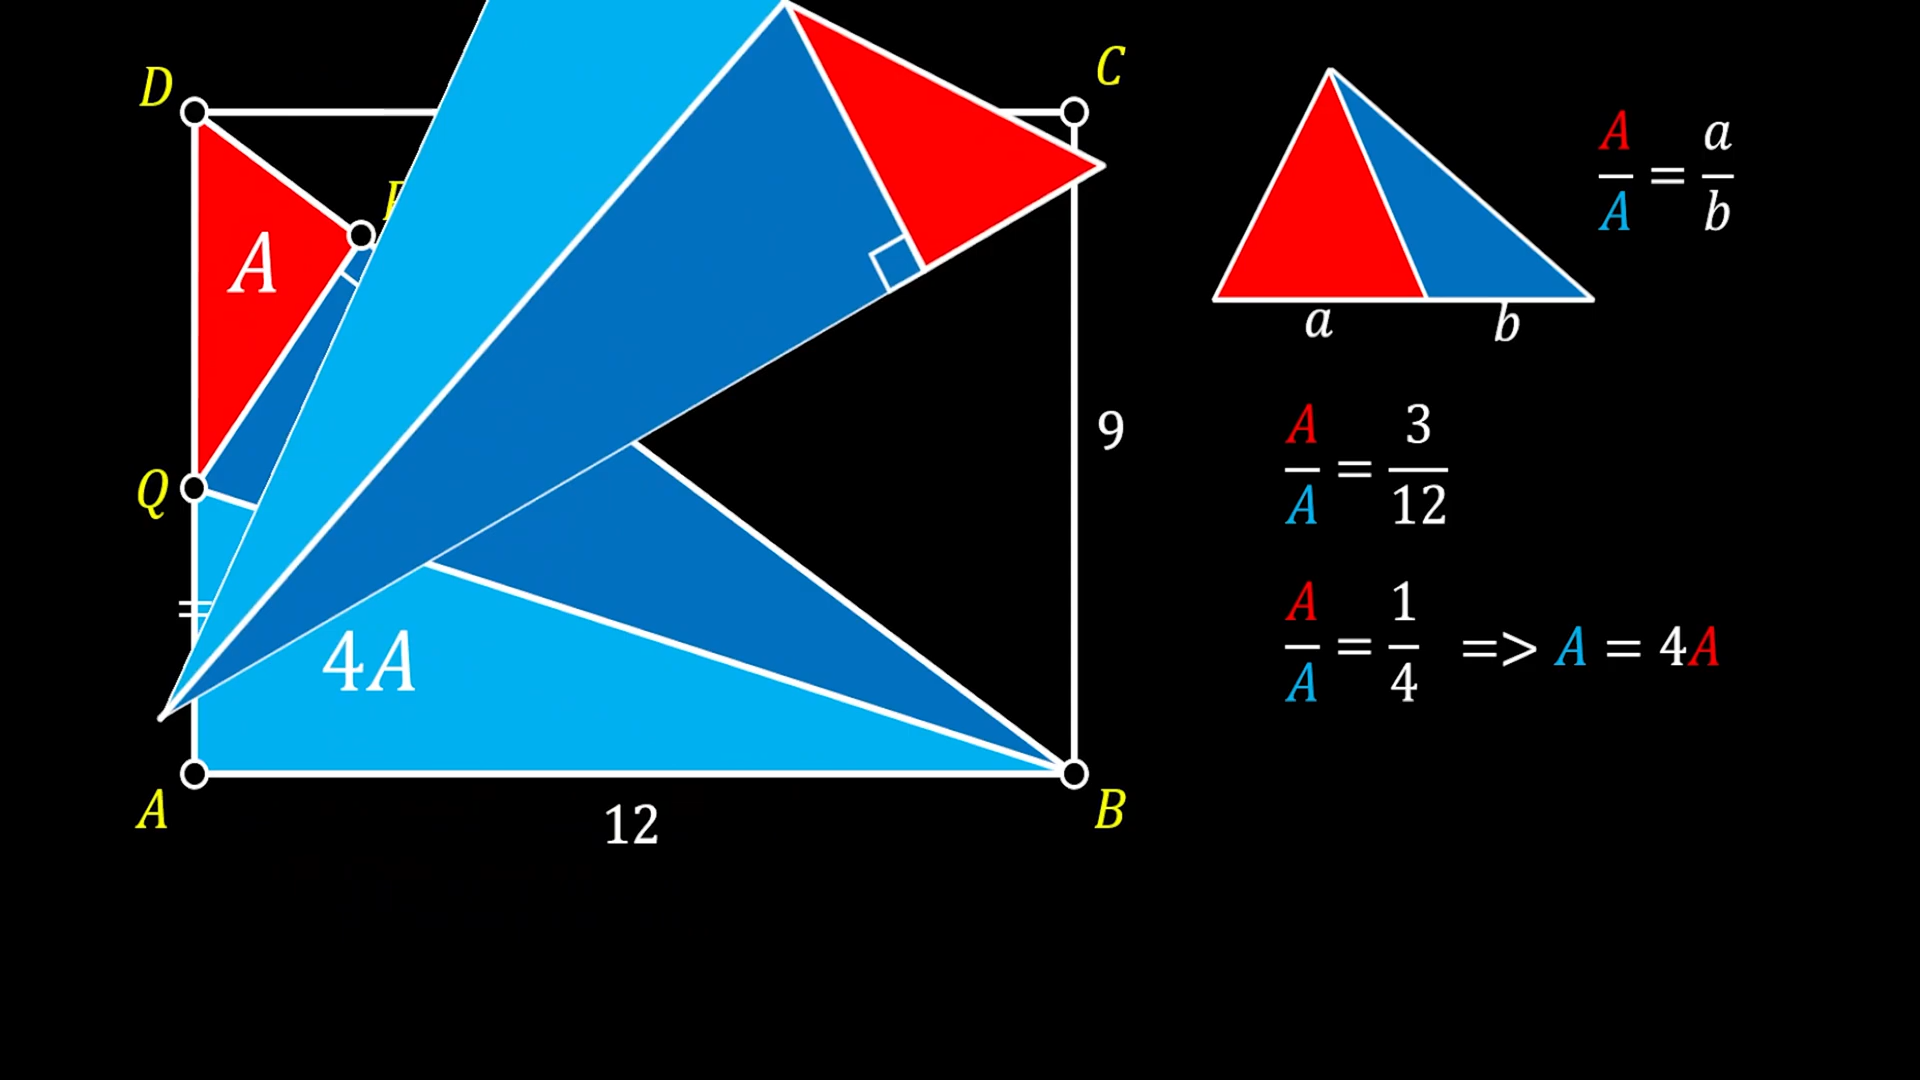 D
C
A
Q
4A
A
B
12
9
A/A = a/b
a
b
A/A = 3/12
A/A = 1/4 => A = 4A